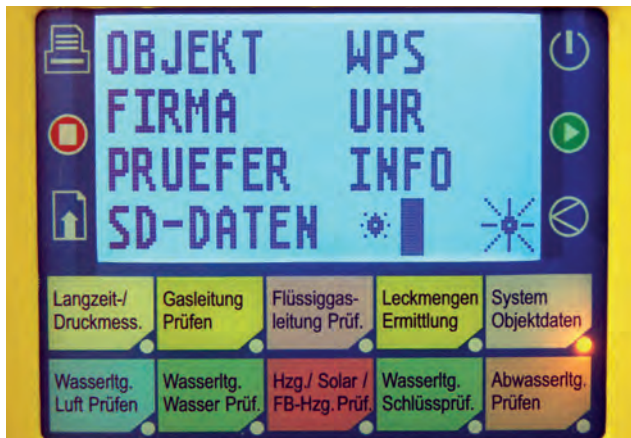 OBJEKT WPS
FIRMA UHR
PRUEFER INFO
SD-DATEN
Langzeit-/
Druckmess.
Gasleitung
Prüfen
Flüssiggas-
leitung Prüf.
Leckmengen
Ermittlung
System
Objektdaten
Wasserltg.
Luft Prüfen
Wasserltg.
Wasser Prüf.
Hzg./ Solar /
FB-Hzg. Prüf.
Wasserltg.
Schlüssprüf.
Abwasserltg.
Prüfen